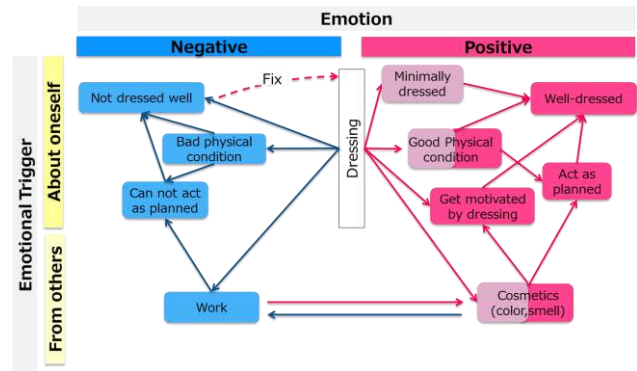 Emotion
Negative
Positive
Emotional Trigger
About oneself
From others
Fix
Not dressed well
Bad physical
condition
Can not act
as planned
Work
Dressing
Minimally
dressed
Well-dressed
Good Physical
condition
Act as
planned
Get motivated
by dressing
Cosmetics
(color,smell)